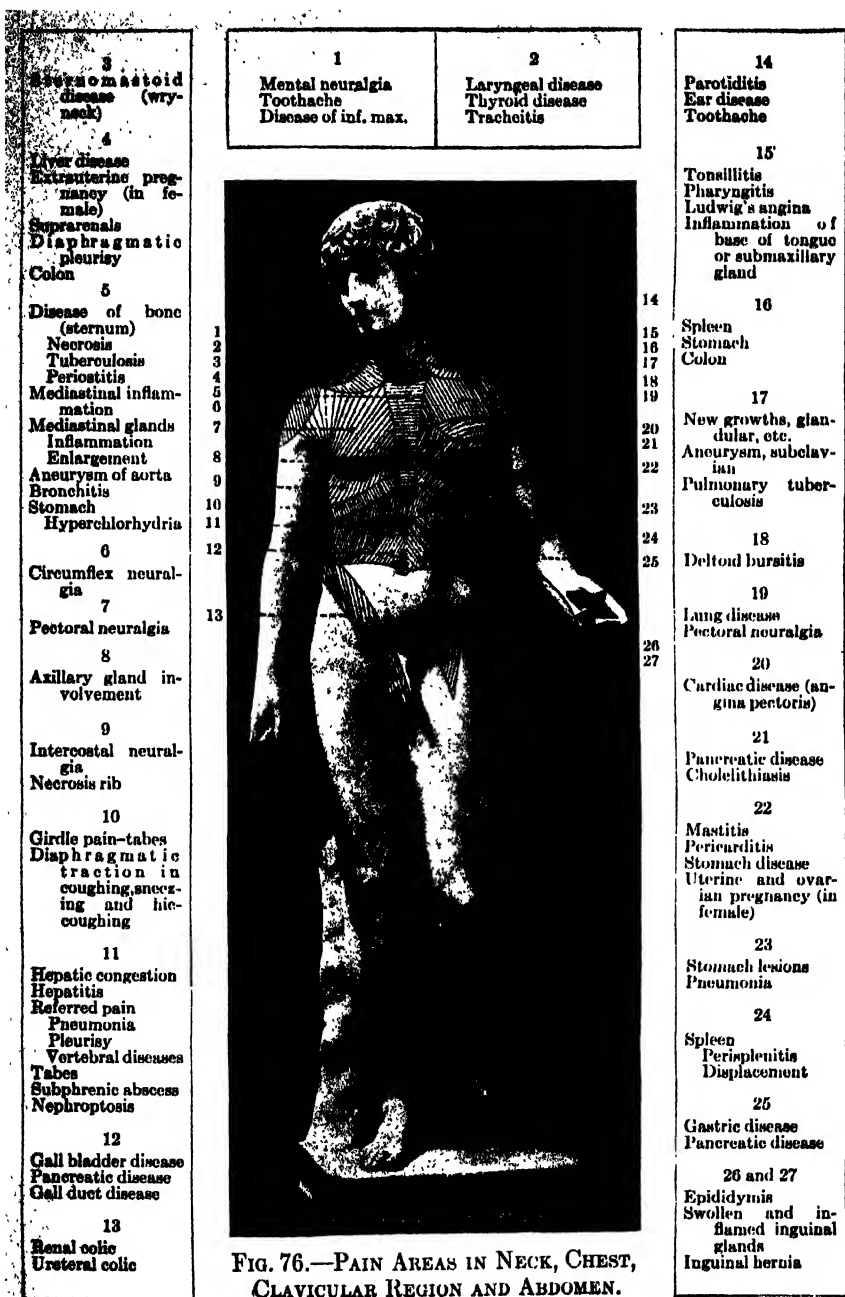 3
Sternomastoid
disease (wry-
neck)
4
Liver disease
Extrauterine preg-
nancy (in fe-
male)
Suprarenals
Diaphragmatic
pleurisy
Colon
5
Disease of bone
(sternum)
Necrosis
Tuberculosis
Periostitis
Mediastinal inflam-
mation
Mediastinal glands
Inflammation
Enlargement
Aneurysm of aorta
Bronchitis
Stomach
Hyperchlorhydria
6
Circumflex neural-
gia
7
Pectoral neuralgia
8
Axillary gland in-
volvement
9
Intercostal neural-
gia
Necrosis rib
10
Girdle pain-tabes
Diaphragmatic
traction in
coughing,sneez-
ing and hic-
coughing
11
Hepatic congestion
Hepatitis
Referred pain
Pneumonia
Pleurisy
Vertebral diseases
Tabes
Subphrenic abscess
Nephroptosis
12
Gall bladder disease
Pancreatic disease
Gall duct disease
13
Renal colic
Ureteral colic
1
Mental neuralgia
Toothache
Disease of inf. max.
2
Laryngeal disease
Thyroid disease
Tracheitis
1
2
3
4
5
6
7
8
9
10
11
12
13
14
15
16
17
18
19
20
21
22
23
24
25
26
27
FIG. 76.—PAIN AREAS IN NECK, CHEST,
CLAVICULAR REGION AND ABDOMEN.
14
Parotiditis
Ear disease
Toothache
15
Tonsillitis
Pharyngitis
Ludwig's angina
Inflammation of
base of tongue
or submaxillary
gland
16
Spleen
Stomach
Colon
17
New growths, glan-
dular, etc.
Aneurysm, subclav-
ian
Pulmonary tuber-
culosis
18
Deltoid bursitis
19
Lung disease
Pectoral neuralgia
20
Cardiac disease (an-
gina pectoris)
21
Pancreatic disease
Cholelithiasis
22
Mastitis
Pericarditis
Stomach disease
Uterine and ovar-
ian pregnancy (in
female)
23
Stomach lesions
Pneumonia
24
Spleen
Perisplenitis
Displacement
25
Gastric disease
Pancreatic disease
26 and 27
Epididymis
Swollen and in-
flamed inguinal
glands
Inguinal hernia